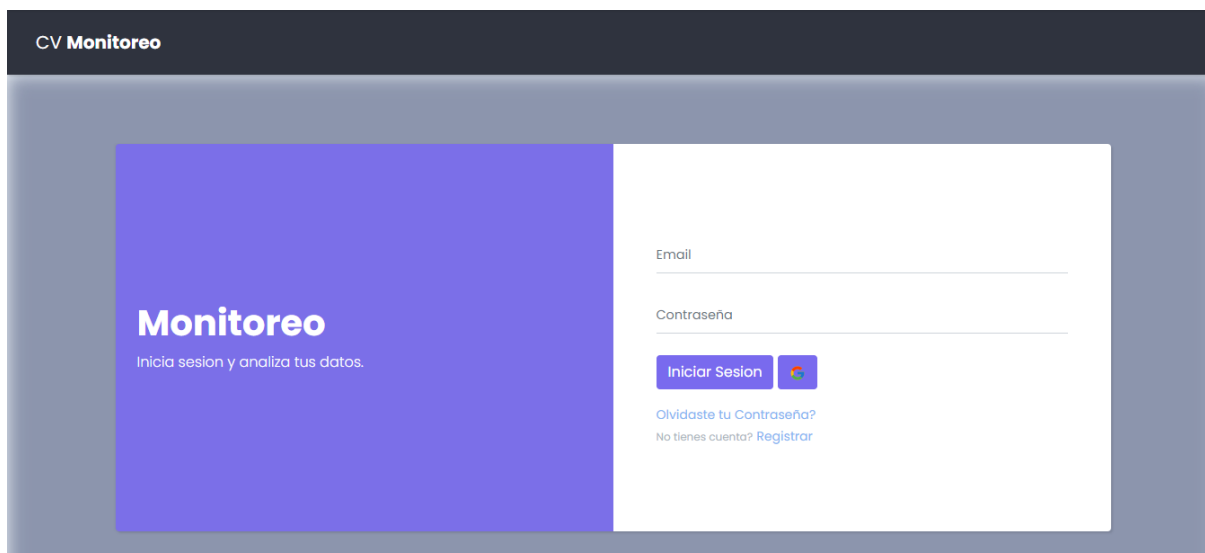 CV Monitoreo
Monitoreo
Inicia sesion y analiza tus datos.
Email
Contraseña
Iniciar Sesion
Olvidaste tu Contraseña?
No tienes cuenta? Registrar